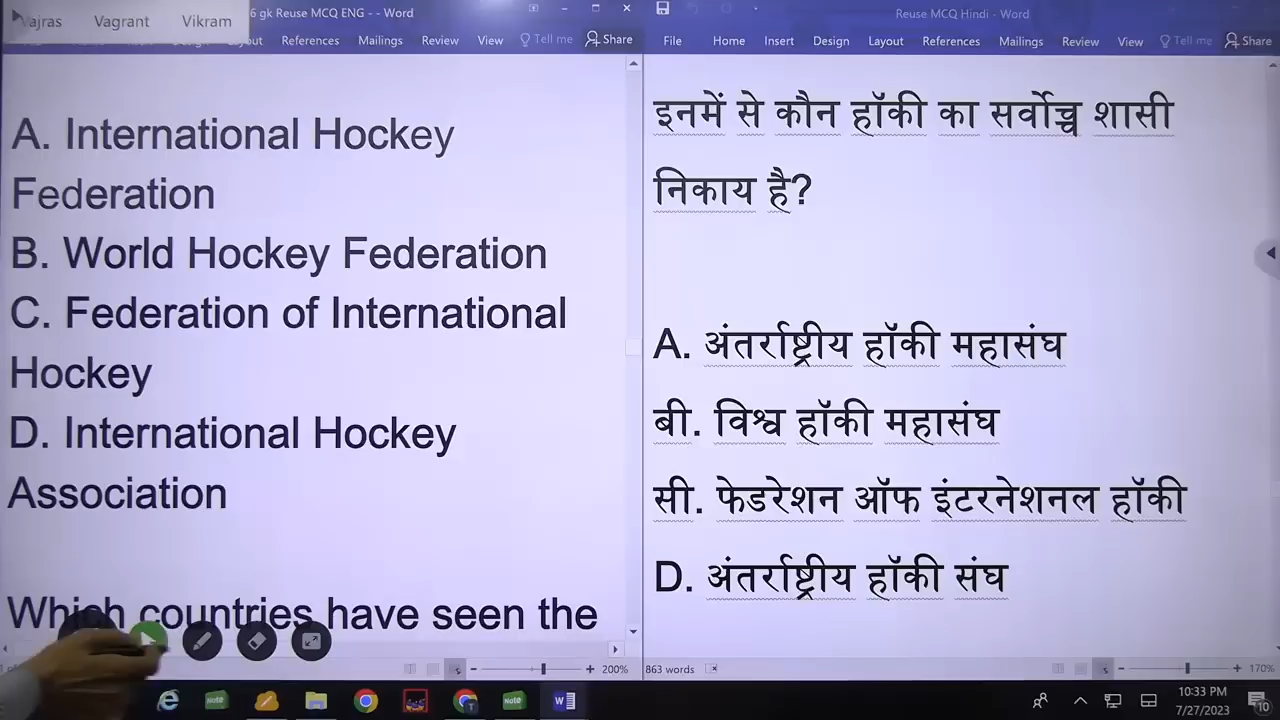 Vajras Vagrant Vikram
6 gk Reuse MCQ ENG - - Word
References Mailings Review View Tell me Share
A. International Hockey
Federation
B. World Hockey Federation
C. Federation of International
Hockey
D. International Hockey
Association
Which countries have seen the
200%
Reuse MCQ Hindi - Word
File Home Insert Design Layout References Mailings Review View Tell me Share
इनमें से कौन हॉकी का सर्वोच्च शासी
निकाय है?
A. अंतर्राष्ट्रीय हॉकी महासंघ
बी. विश्व हॉकी महासंघ
सी. फेडरेशन ऑफ इंटरनेशनल हॉकी
D. अंतर्राष्ट्रीय हॉकी संघ
863 words 170%
Note Note
10:33 PM
7/27/2023
10